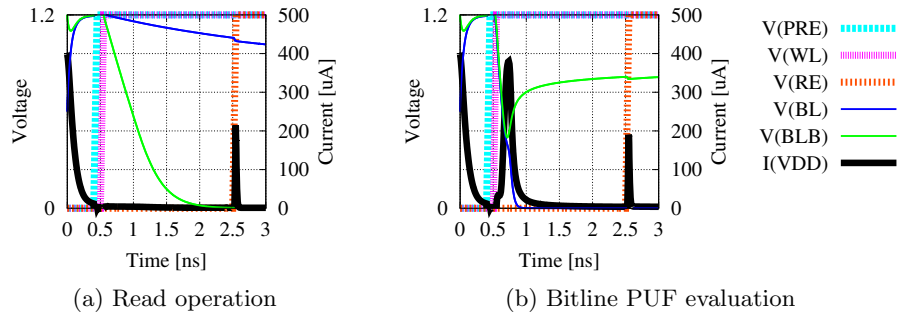 1.2
0
Voltage
500
400
300
200
100
0
Current [uA]
0 0.5 1 1.5 2 2.5 3
Time [ns]
(a) Read operation
1.2
0
Voltage
500
400
300
200
100
0
Current [uA]
0 0.5 1 1.5 2 2.5 3
Time [ns]
(b) Bitline PUF evaluation
V(PRE)
V(WL)
V(RE)
V(BL)
V(BLB)
I(VDD)